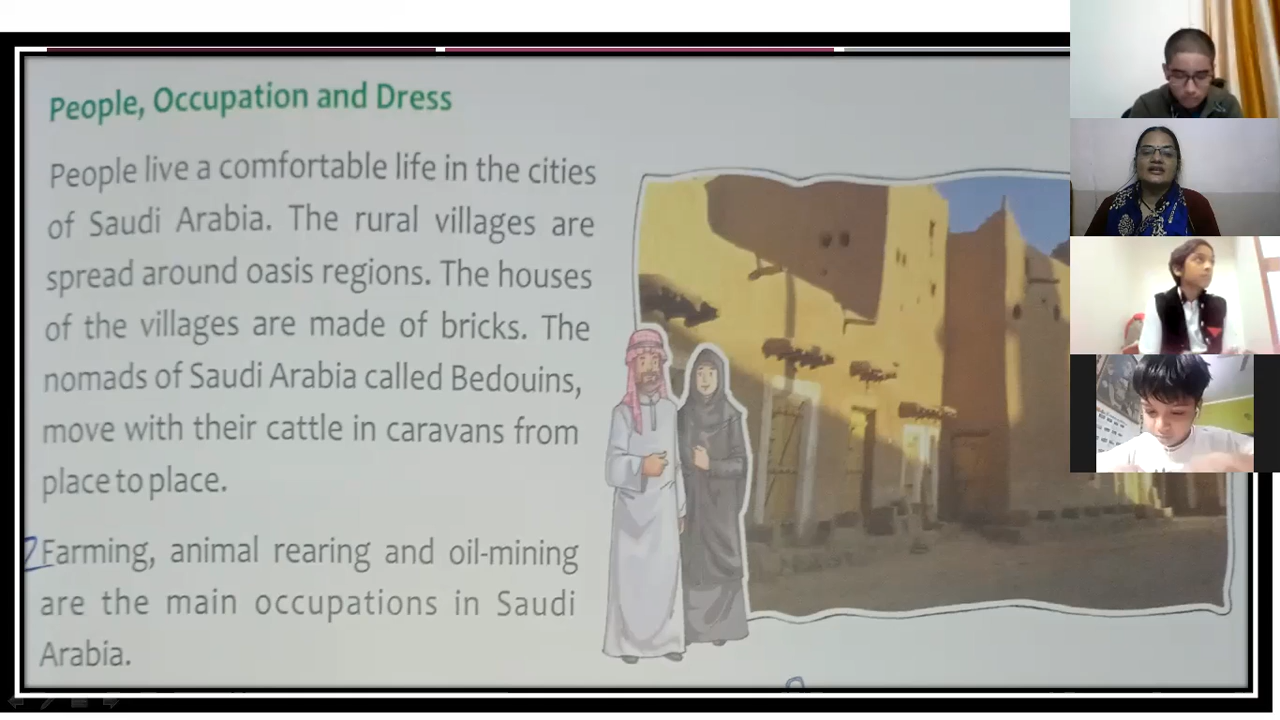 People, Occupation and Dress
People live a comfortable life in the cities
of Saudi Arabia. The rural villages are
spread around oasis regions. The houses
of the villages are made of bricks. The
nomads of Saudi Arabia called Bedouins,
move with their cattle in caravans from
place to place.
Farming, animal rearing and oil-mining
are the main occupations in Saudi
Arabia.